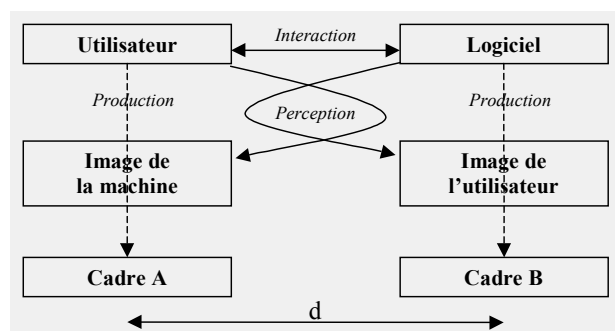 Utilisateur
Interaction
Logiciel
Production
Perception
Production
Image de
la machine
Image de
l’utilisateur
Cadre A
Cadre B
d